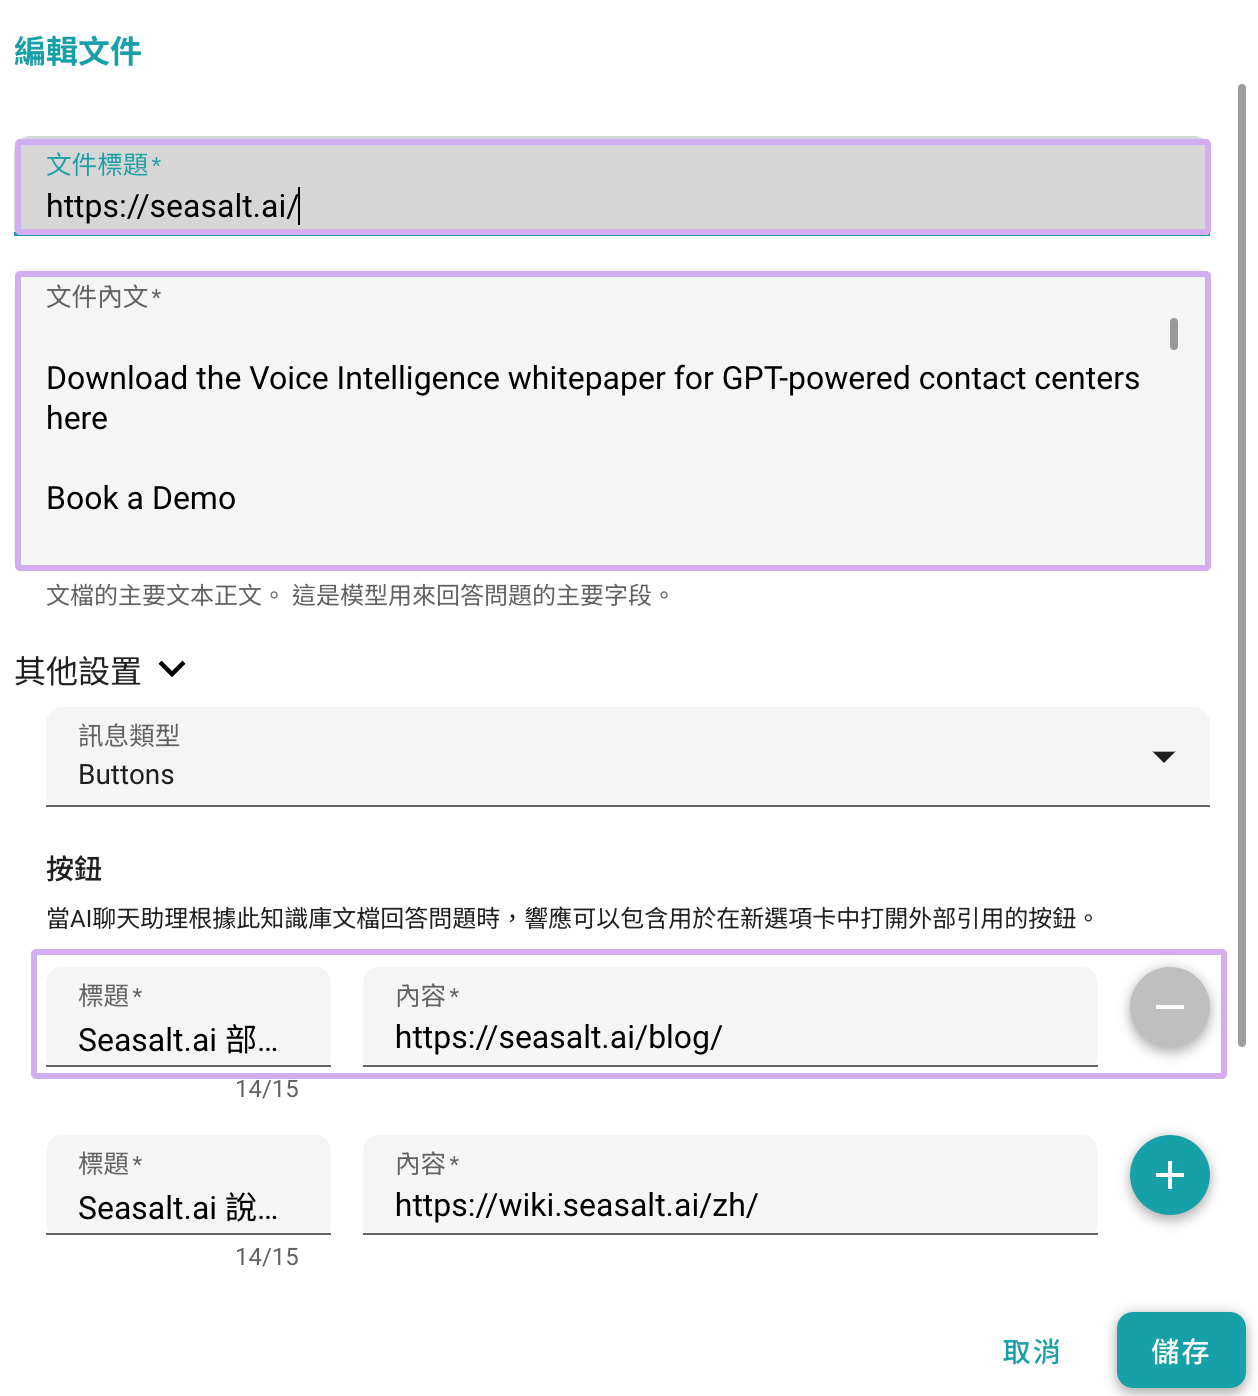 編輯文件
文件標題*
https://seasalt.ai/
文件內文*
Download the Voice Intelligence whitepaper for GPT-powered contact centers
here
Book a Demo
文檔的主要文本正文。 這是模型用來回答問題的主要字段。
其他設置
訊息類型
Buttons
按鈕
當AI聊天助理根據此知識庫文檔回答問題時，響應可以包含用於在新選項卡中打開外部引用的按鈕。
標題* 內容*
Seasalt.ai 部... https://seasalt.ai/blog/
14/15
標題* 內容*
Seasalt.ai 說... https://wiki.seasalt.ai/zh/
14/15
取消 儲存